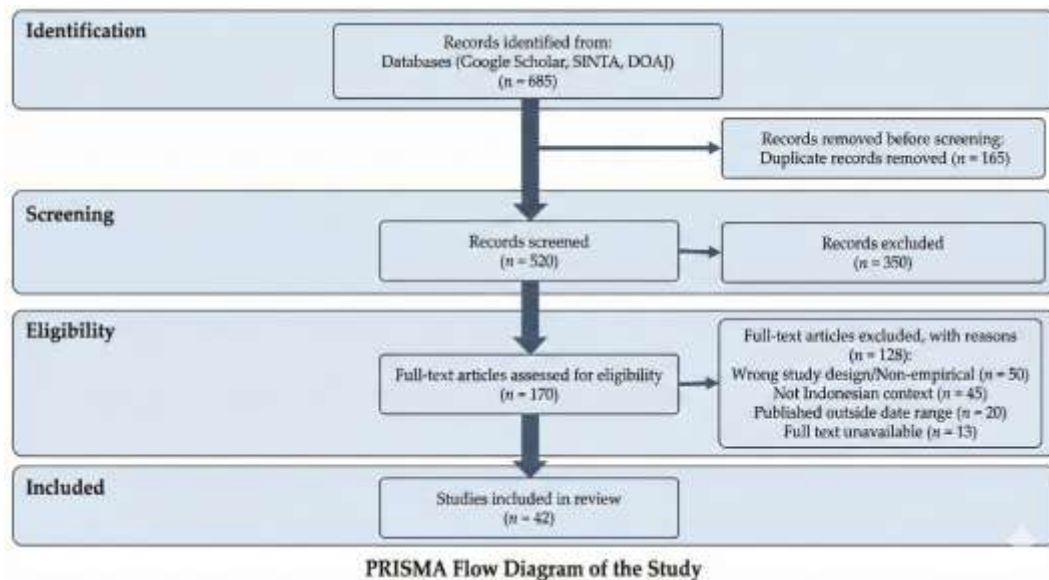 Identification
Records identified from:
Databases (Google Scholar, SINTA, DOAJ)
(n = 685)
Records removed before screening:
Duplicate records removed (n = 165)
Screening
Records screened
(n = 520)
Records excluded
(n = 350)
Eligibility
Full-text articles assessed for eligibility
(n = 170)
Full-text articles excluded, with reasons
(n = 128):
Wrong study design/Non-empirical (n = 50)
Not Indonesian context (n = 45)
Published outside date range (n = 20)
Full text unavailable (n = 13)
Included
Studies included in review
(n = 42)
PRISMA Flow Diagram of the Study